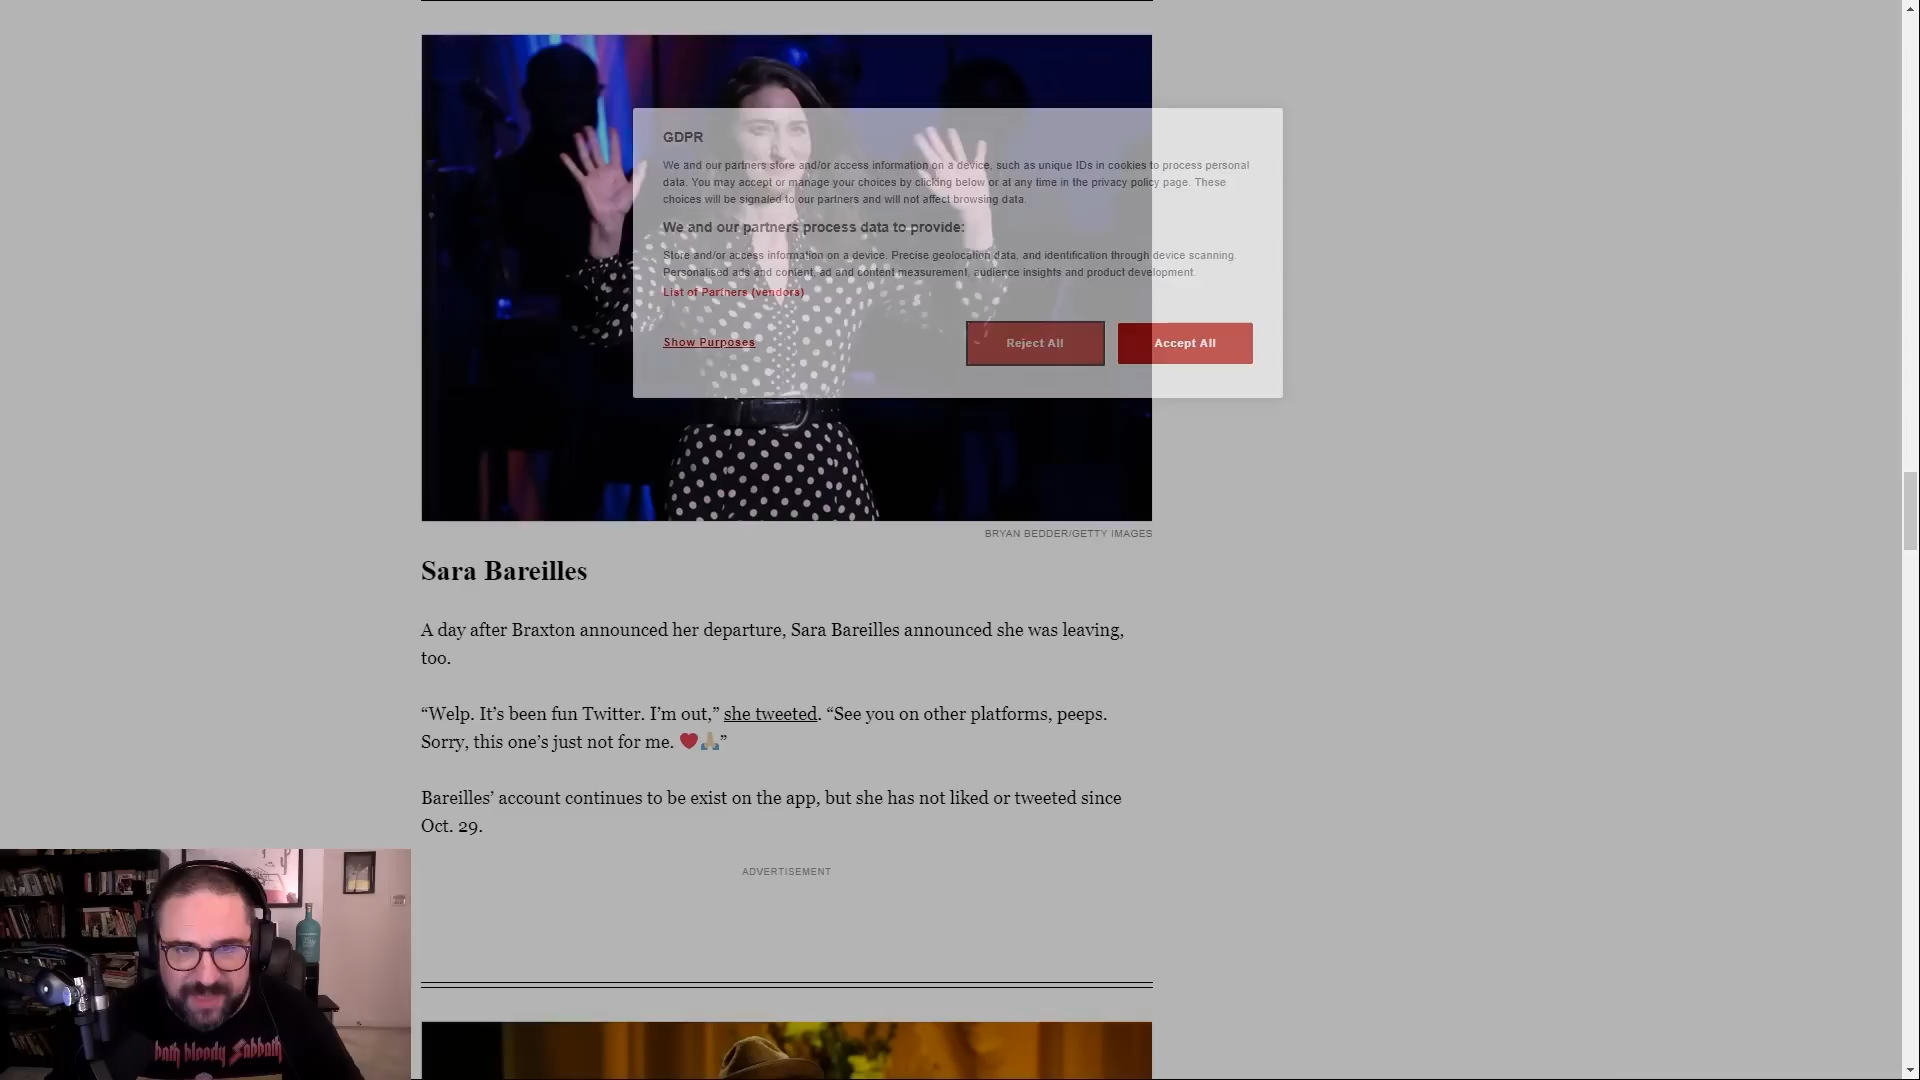 GDPR
We and our partners store and/or access information on a device, such as unique IDs in cookies to process personal
data. You may accept or manage your choices by clicking below or at any time in the privacy policy page. These
choices will be signaled to our partners and will not affect browsing data.
We and our partners process data to provide:
Store and/or access information on a device. Precise geolocation data, and identification through device scanning.
Personalised ads and content, ad and content measurement, audience insights and product development.
List of Partners (vendors)
Show Purposes
Reject All
Accept All
BRYAN BEDDER/GETTY IMAGES
Sara Bareilles
A day after Braxton announced her departure, Sara Bareilles announced she was leaving,
too.
“Welp. It’s been fun Twitter. I’m out,” she tweeted. “See you on other platforms, peeps.
Sorry, this one’s just not for me. ❤️🙏🏼”
Bareilles’ account continues to be exist on the app, but she has not liked or tweeted since
Oct. 29.
ADVERTISEMENT
bath bloody Sabbath